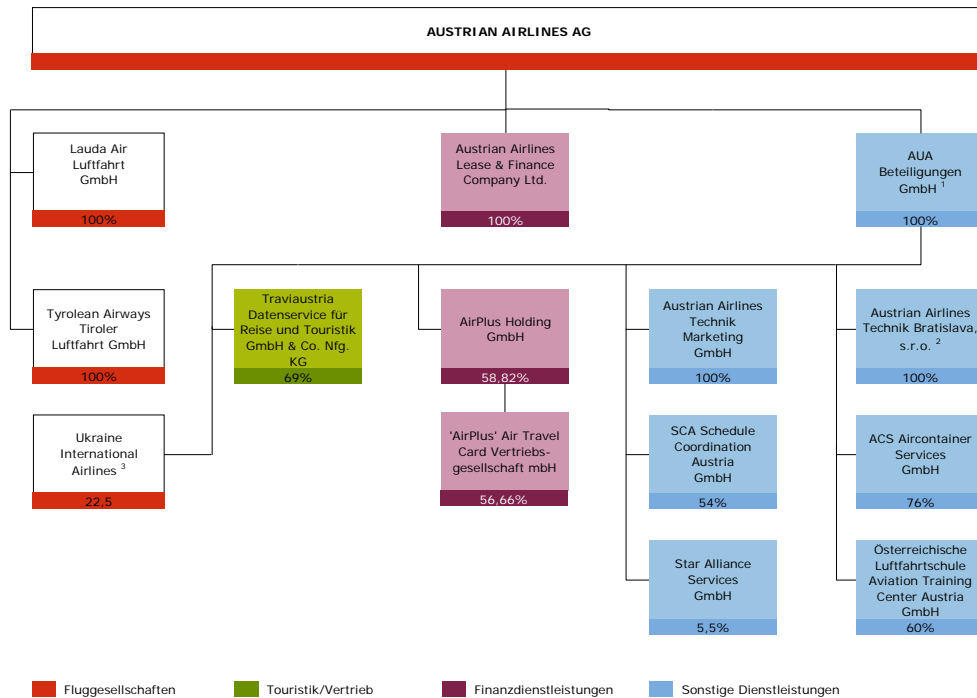 AUSTRIAN AIRLINES AG
Lauda Air
Luftfahrt
GmbH
100%
Austrian Airlines
Lease & Finance
Company Ltd.
100%
AUA
Beteiligungen
GmbH 1
100%
Tyrolean Airways
Tiroler
Luftfahrt GmbH
100%
Traviaustria
Datenservice für
Reise und Touristik
GmbH & Co. Nfg.
KG
69%
AirPlus Holding
GmbH
58,82%
Austrian Airlines
Technik
Marketing
GmbH
100%
Austrian Airlines
Technik Bratislava,
s.r.o. 2
100%
Ukraine
International
Airlines 3
22,5
'AirPlus' Air Travel
Card Vertriebs-
gesellschaft mbH
56,66%
SCA Schedule
Coordination
Austria
GmbH
54%
ACS Aircontainer
Services
GmbH
76%
Star Alliance
Services
GmbH
5,5%
Österreichische
Luftfahrtschule
Aviation Training
Center Austria
GmbH
60%
Fluggesellschaften
Touristik/Vertrieb
Finanzdienstleistungen
Sonstige Dienstleistungen